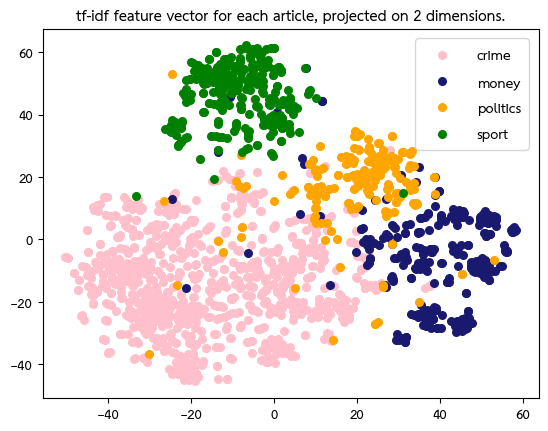 tf-idf feature vector for each article, projected on 2 dimensions.
crime
money
politics
sport
60
40
20
0
−20
−40
−40 −20 0 20 40 60